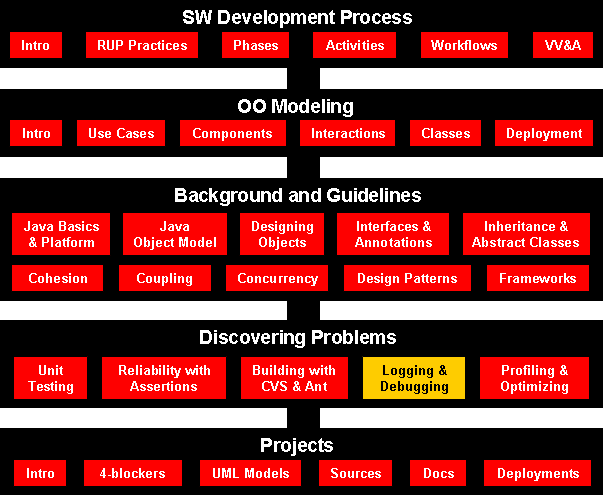 SW Development Process
Intro RUP Practices Phases Activities Workflows VV&A
OO Modeling
Intro Use Cases Components Interactions Classes Deployment
Background and Guidelines
Java Basics & Platform Java Object Model Designing Objects Interfaces & Annotations Inheritance & Abstract Classes
Cohesion Coupling Concurrency Design Patterns Frameworks
Discovering Problems
Unit Testing Reliability with Assertions Building with CVS & Ant Logging & Debugging Profiling & Optimizing
Projects
Intro 4-blockers UML Models Sources Docs Deployments